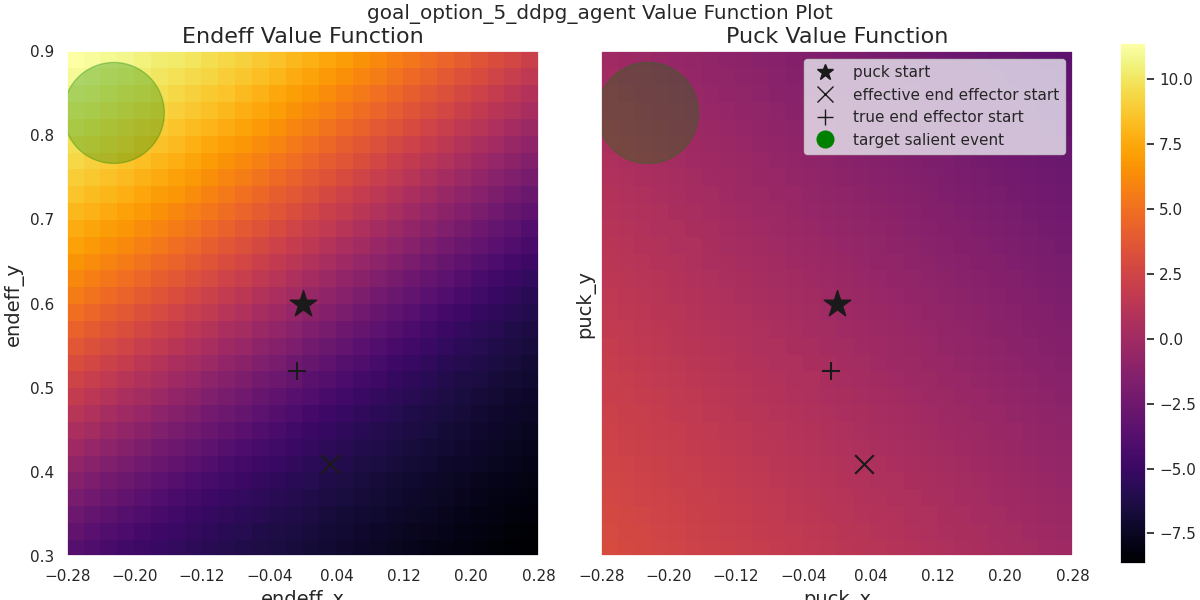 goal_option_5_ddpg_agent Value Function Plot
Endeff Value Function
0.9
0.8
0.7
0.6
0.5
0.4
0.3
endeff_y
−0.28 −0.20 −0.12 −0.04 0.04 0.12 0.20 0.28
endeff_x
Puck Value Function
puck start
effective end effector start
true end effector start
target salient event
puck_y
−0.28 −0.20 −0.12 −0.04 0.04 0.12 0.20 0.28
puck_x
10.0
7.5
5.0
2.5
0.0
−2.5
−5.0
−7.5